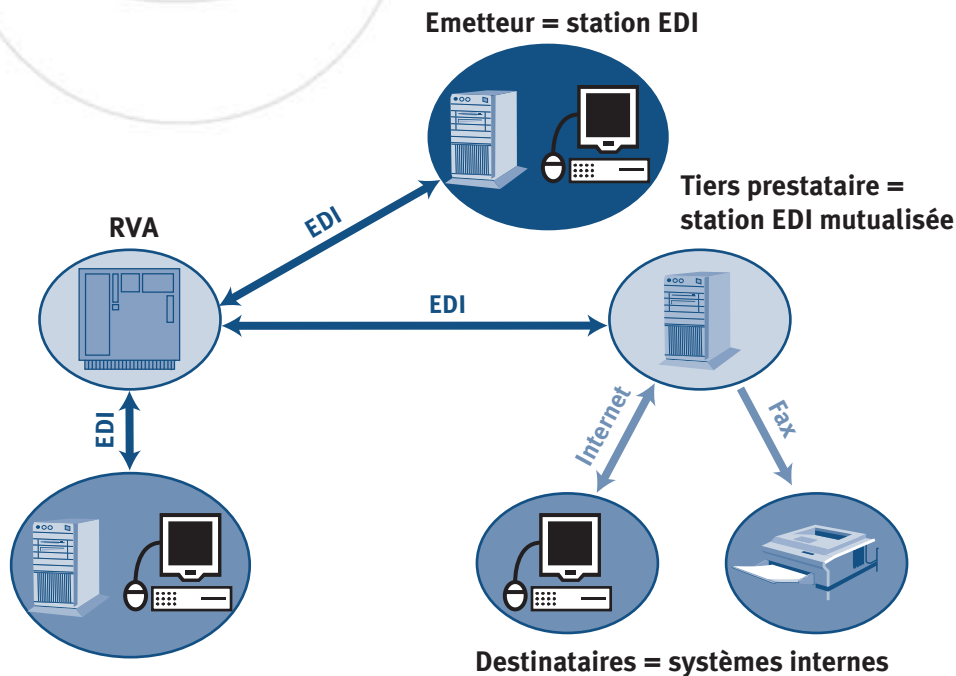 Emetteur = station EDI
Tiers prestataire =
station EDI mutualisée
RVA
EDI
EDI
EDI
Internet
Fax
Destinataires = systèmes internes